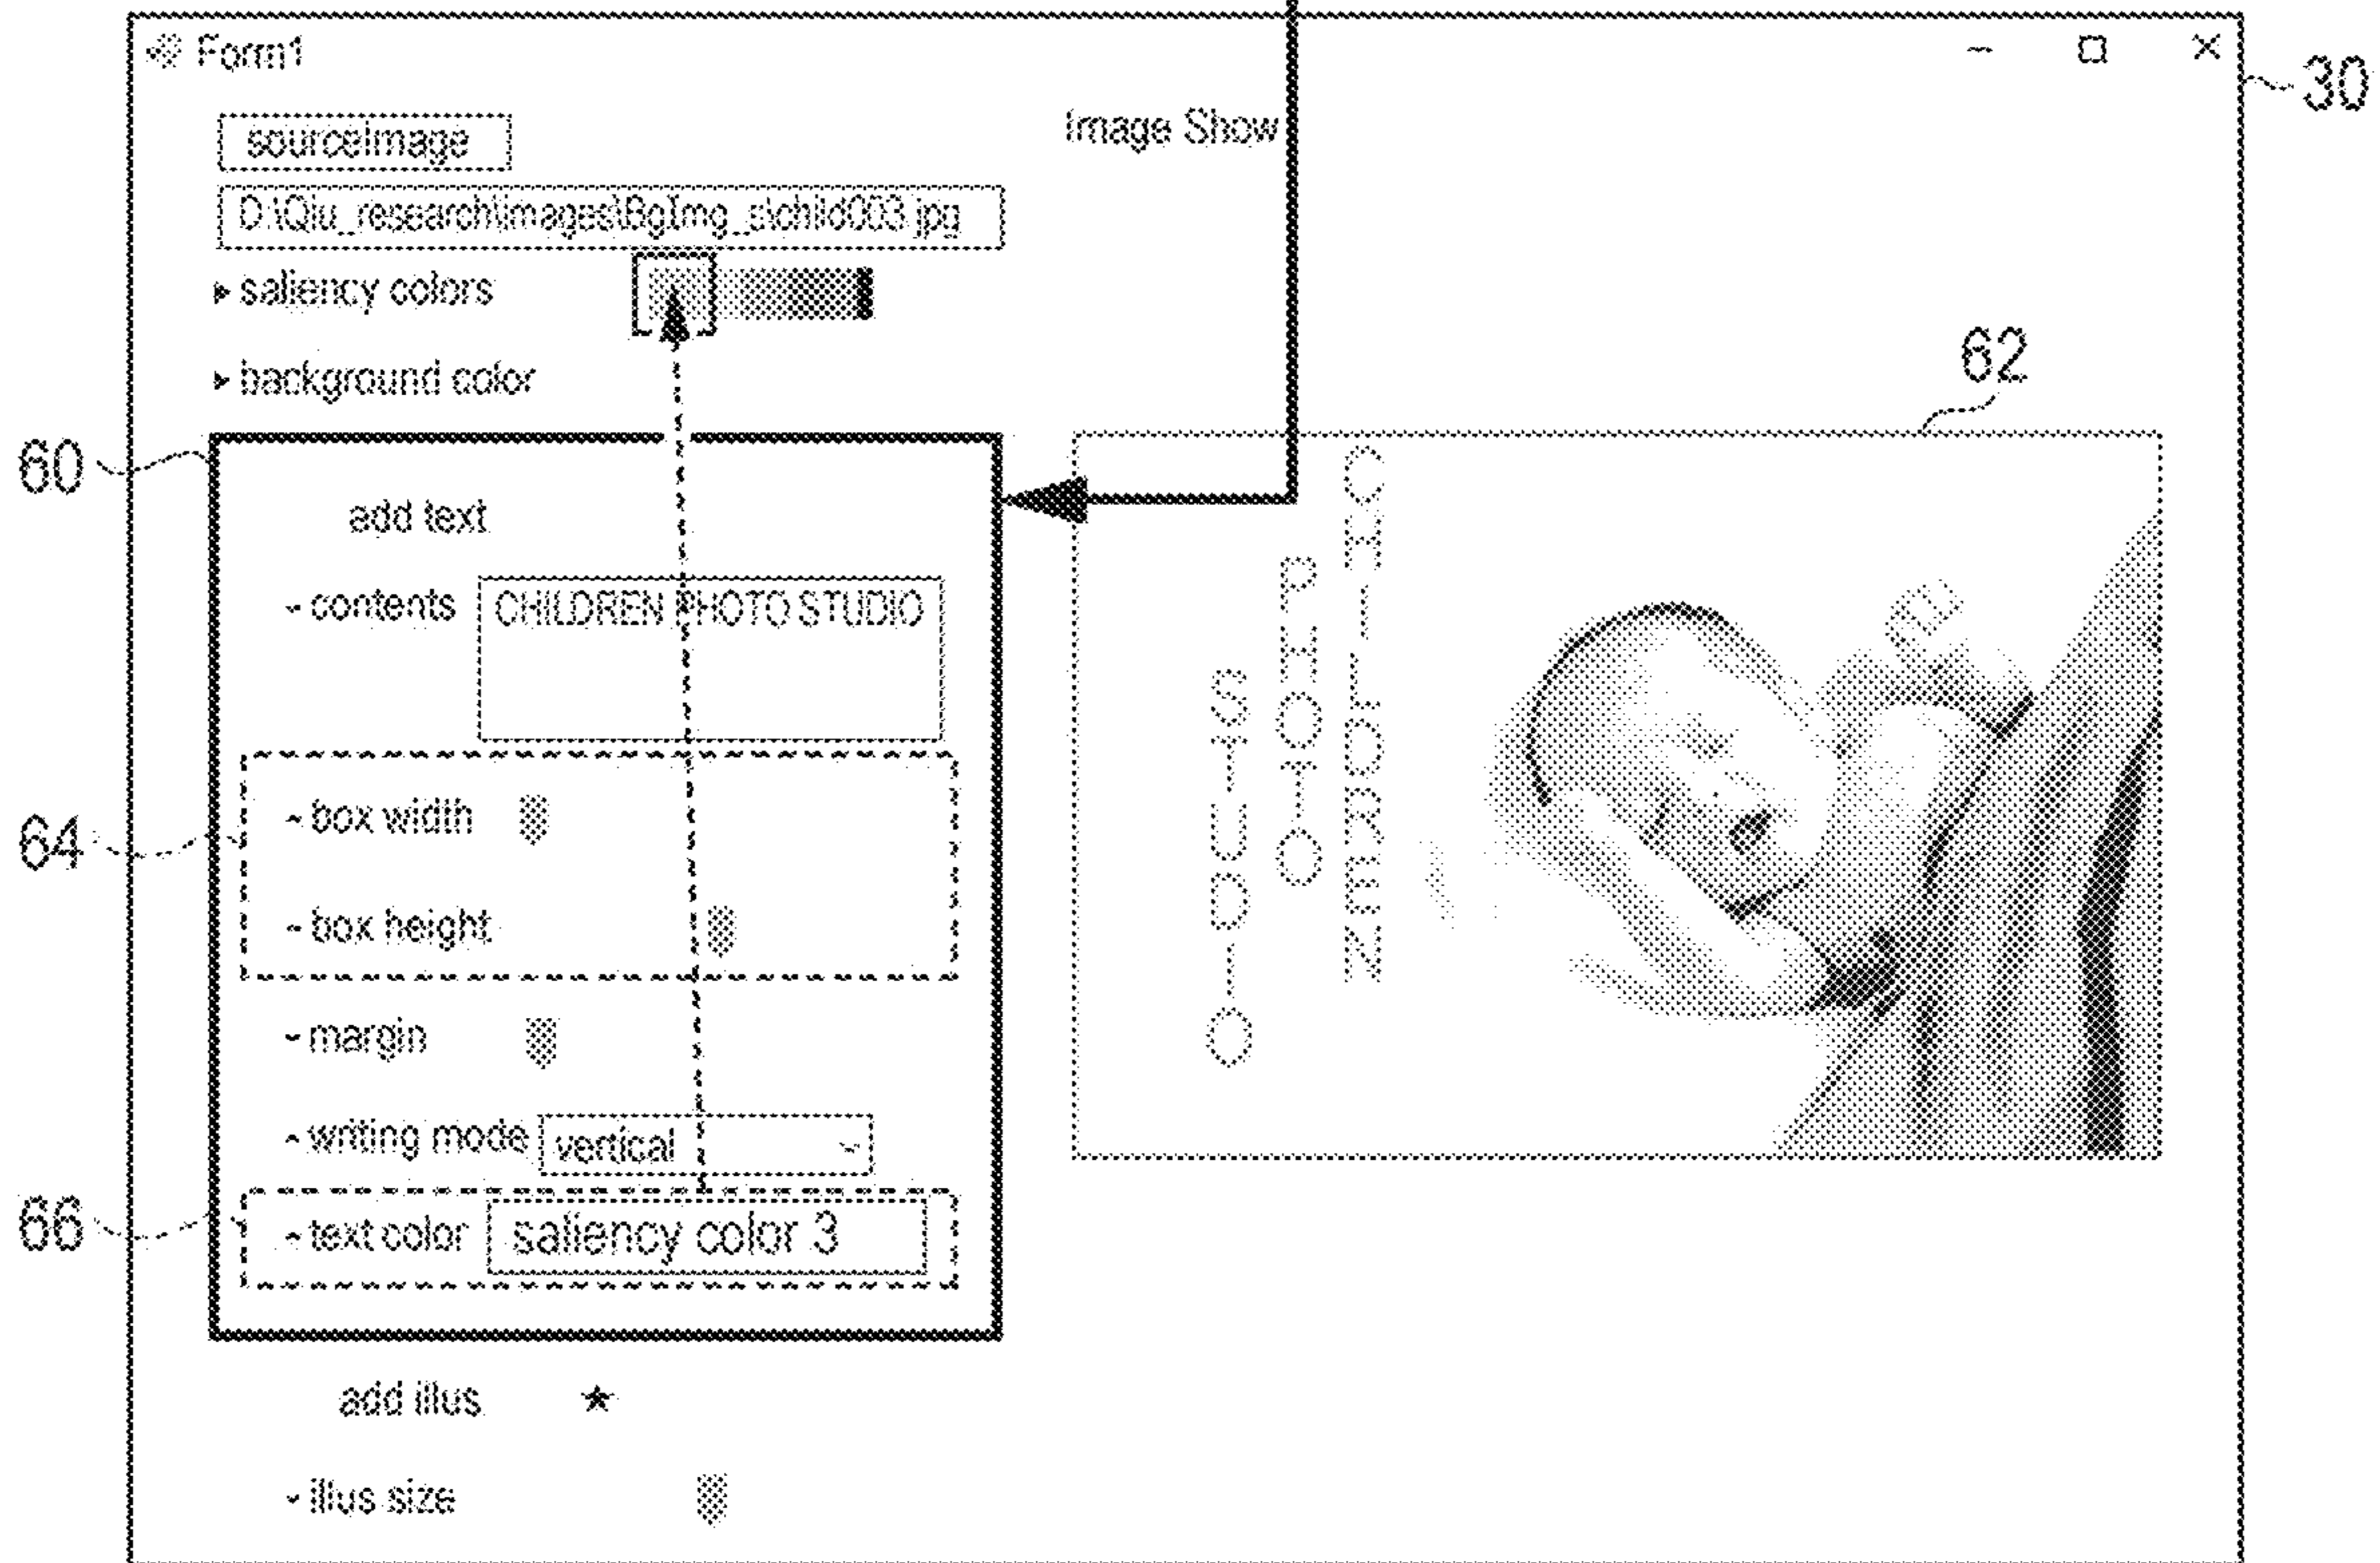 Form1
30
sourceImage
Image Show
D:\Qiu_research\images\BgImg_s\child003.jpg
saliency colors
62
background color
60
add text
contents CHILDREN PHOTO STUDIO
64
box width
box height
margin
writing mode vertical
66
text color saliency color 3
add illus
illus size
CHILDREN
PHOTO
STUDIO